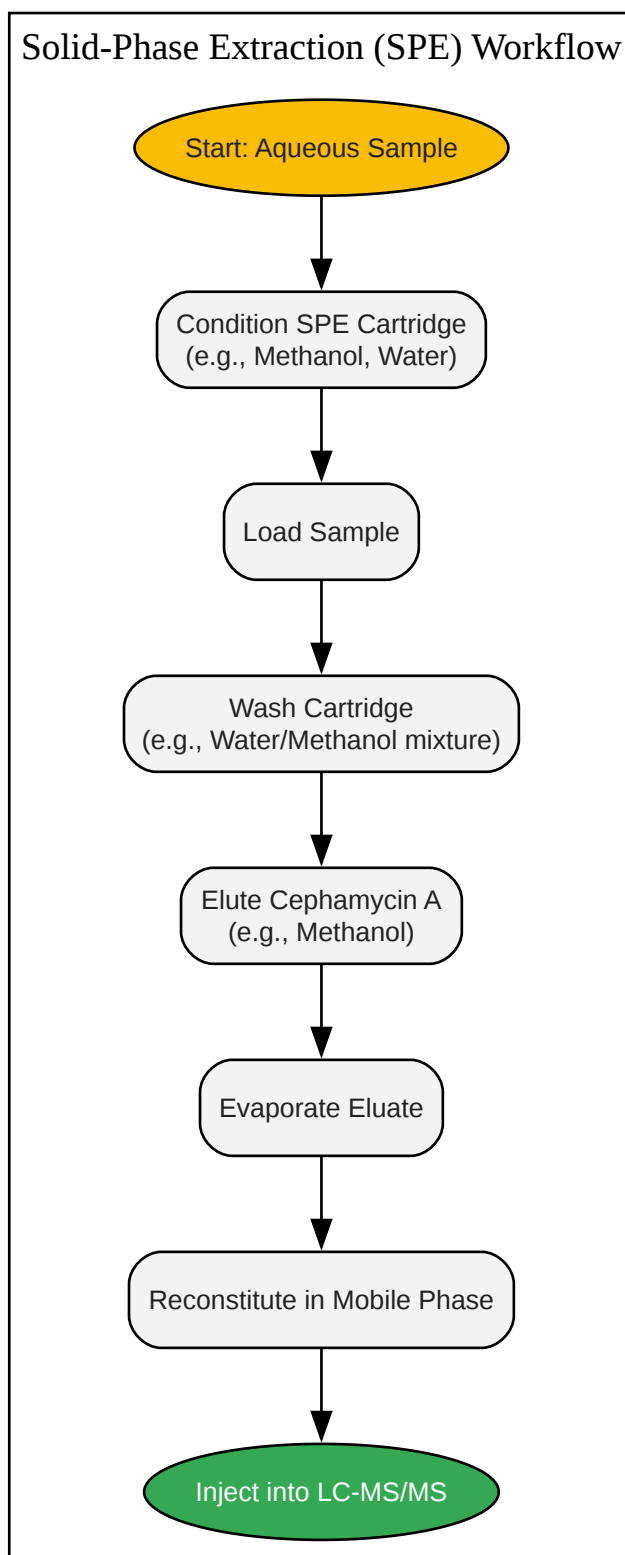 Solid-Phase Extraction (SPE) Workflow
Start: Aqueous Sample
Condition SPE Cartridge
(e.g., Methanol, Water)
Load Sample
Wash Cartridge
(e.g., Water/Methanol mixture)
Elute Cephamycin A
(e.g., Methanol)
Evaporate Eluate
Reconstitute in Mobile Phase
Inject into LC-MS/MS